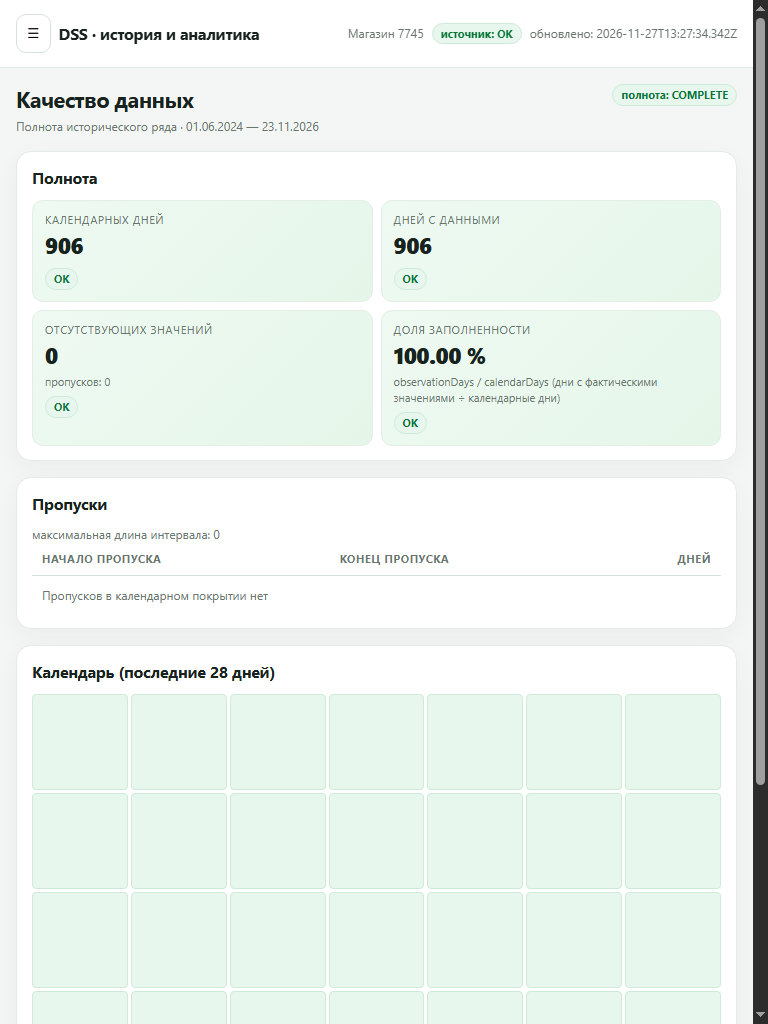 ☰ DSS · история и аналитика Магазин 7745 источник: OK обновлено: 2026-11-27T13:27:34.342Z
Качество данных полнота: COMPLETE
Полнота исторического ряда · 01.06.2024 — 23.11.2026
Полнота
КАЛЕНДАРНЫХ ДНЕЙ
906
OK
ДНЕЙ С ДАННЫМИ
906
OK
ОТСУТСТВУЮЩИХ ЗНАЧЕНИЙ
0
пропусков: 0
OK
ДОЛЯ ЗАПОЛНЕННОСТИ
100.00 %
observationDays / calendarDays (дни с фактическими
значениями ÷ календарные дни)
OK
Пропуски
максимальная длина интервала: 0
НАЧАЛО ПРОПУСКА КОНЕЦ ПРОПУСКА ДНЕЙ
Пропусков в календарном покрытии нет
Календарь (последние 28 дней)